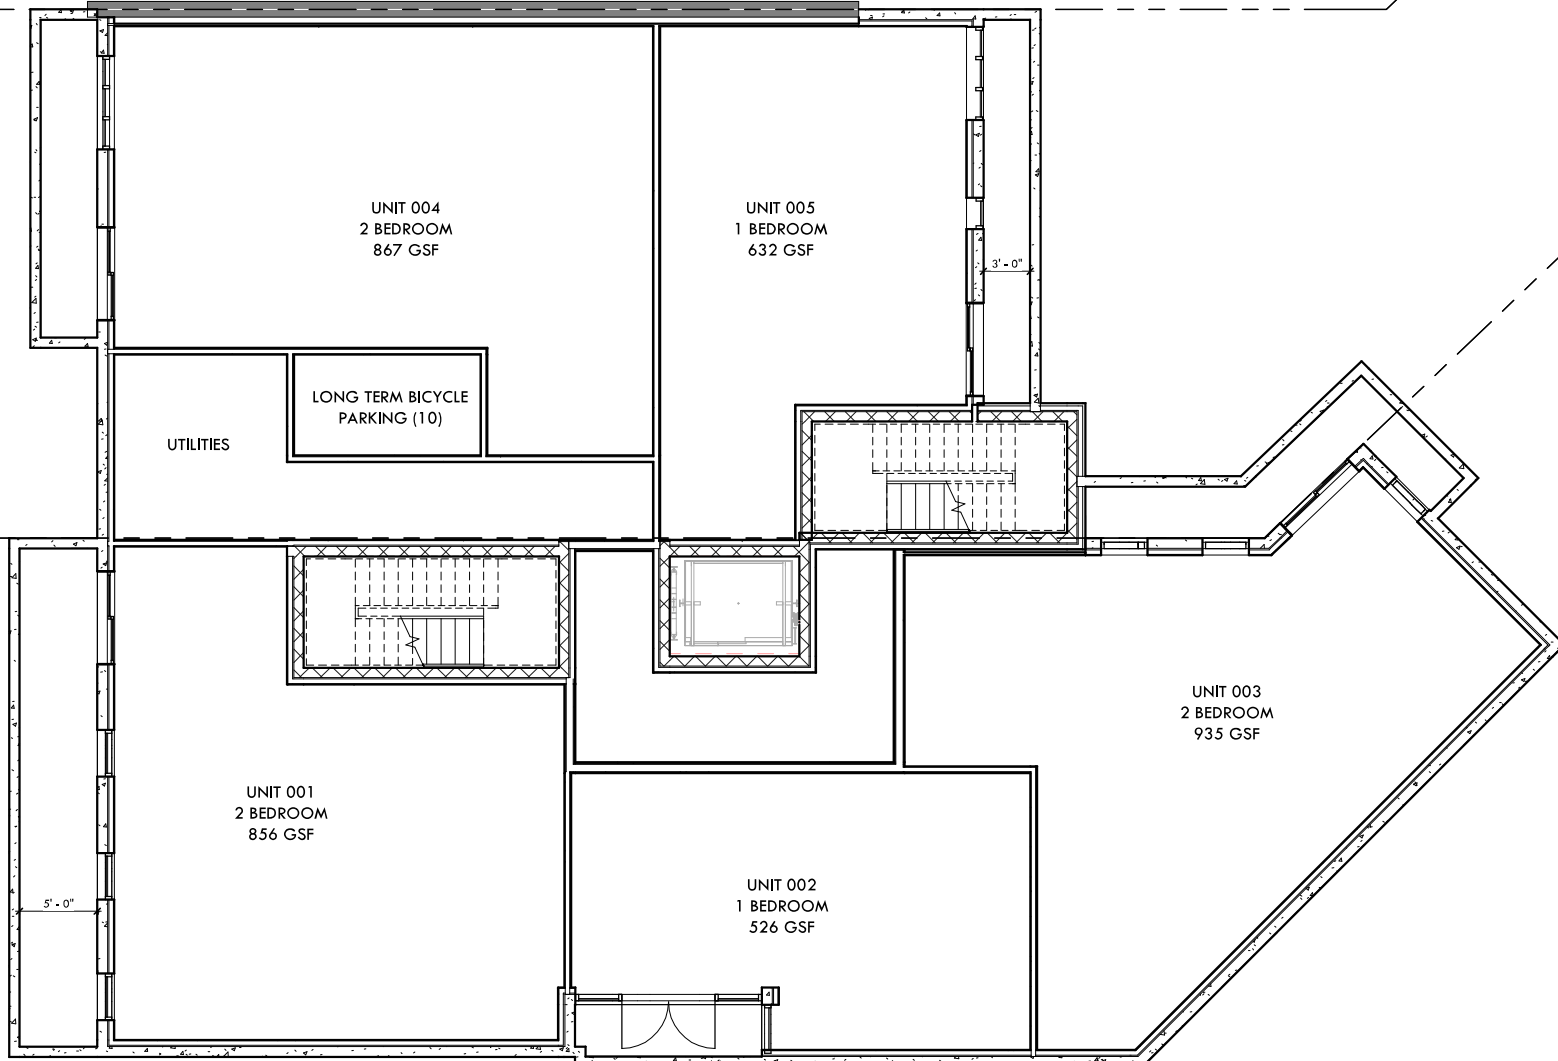 UNIT 004
2 BEDROOM
867 GSF
UNIT 005
1 BEDROOM
632 GSF
3' - 0"
LONG TERM BICYCLE
PARKING (10)
UTILITIES
UNIT 003
2 BEDROOM
935 GSF
UNIT 001
2 BEDROOM
856 GSF
UNIT 002
1 BEDROOM
526 GSF
5' - 0"